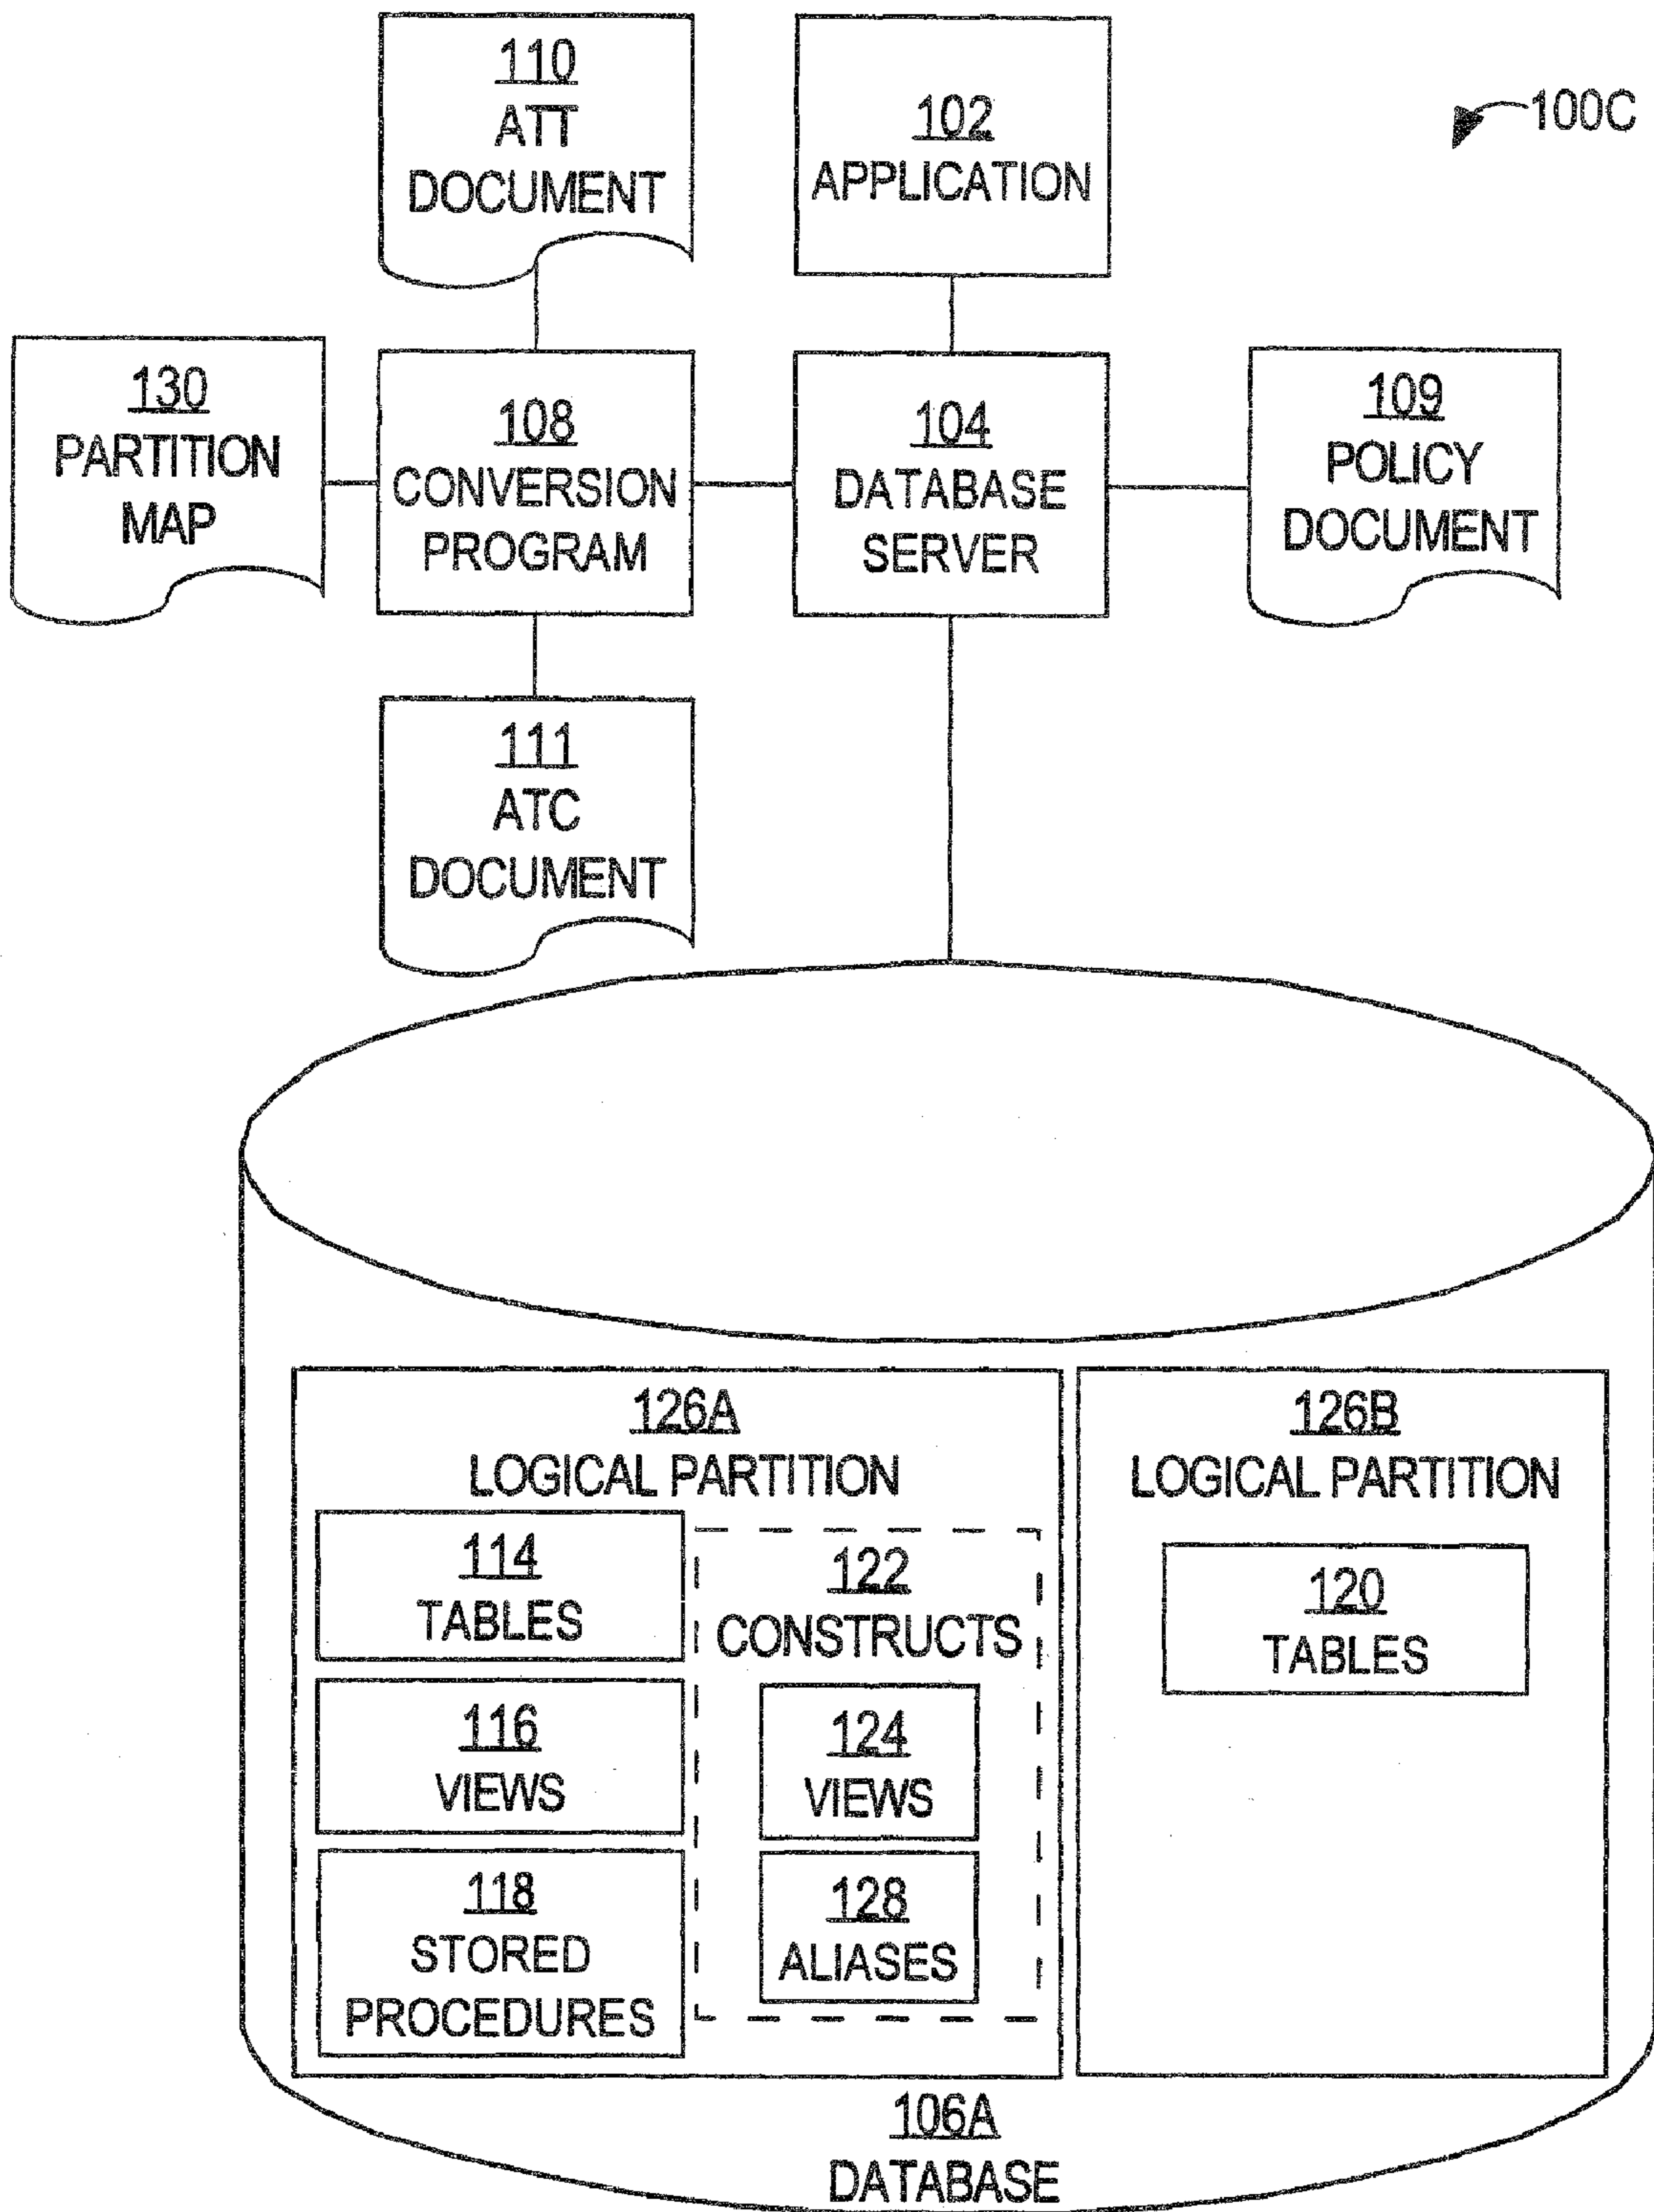 110
ATT
DOCUMENT
102
APPLICATION
100C
130
PARTITION
MAP
108
CONVERSION
PROGRAM
104
DATABASE
SERVER
109
POLICY
DOCUMENT
111
ATC
DOCUMENT
126A
LOGICAL PARTITION
114
TABLES
116
VIEWS
118
STORED
PROCEDURES
122
CONSTRUCTS
124
VIEWS
128
ALIASES
126B
LOGICAL PARTITION
120
TABLES
106A
DATABASE